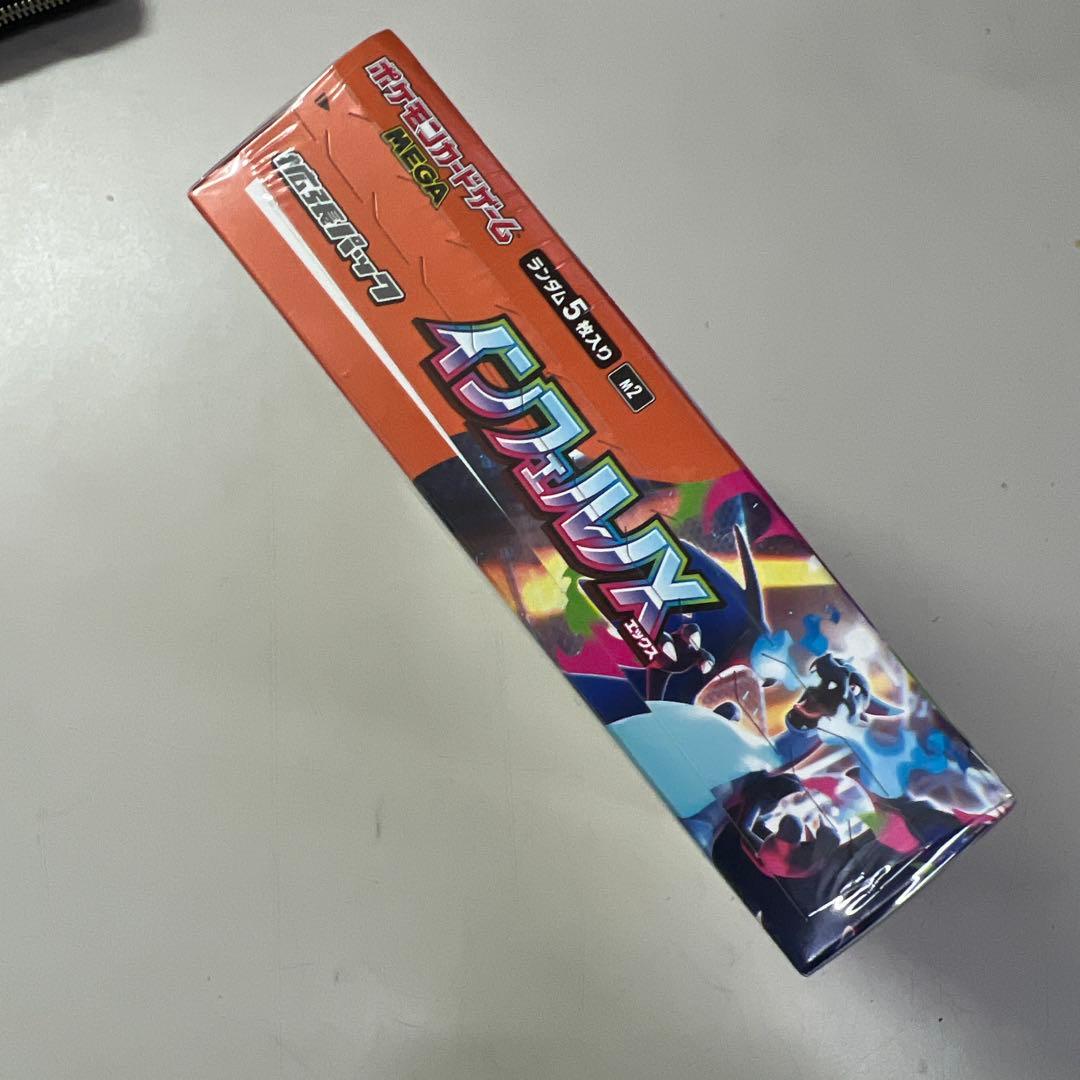 ポケモンカードゲーム
MEGA
拡張パック
ランダム5枚入り
M2
インフェルノX
エックス